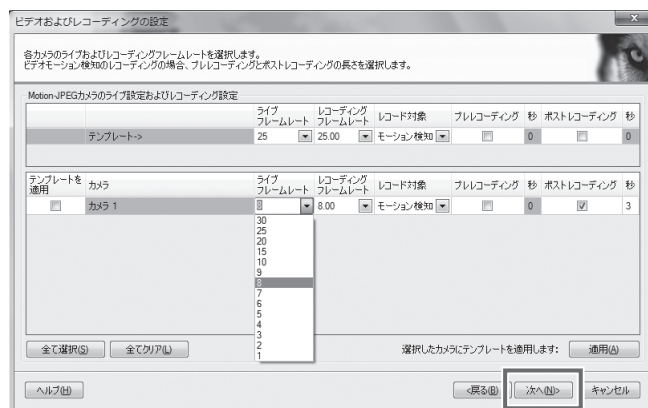 ビデオおよびレコーディングの設定
各カメラのライブおよびレコーディングフレームレートを選択します。
ビデオモーション検知のレコーディングの場合、プレレコーディングとポストレコーディングの長さを選択します。
Motion-JPEGカメラのライブ設定およびレコーディング設定
ライブ フレームレート レコーディング フレームレート レコード対象 プレレコーディング 秒 ポストレコーディング 秒
テンプレート-> 25 25.00 モーション検知 0 0
テンプレートを適用 カメラ ライブ フレームレート レコーディング フレームレート レコード対象 プレレコーディング 秒 ポストレコーディング 秒
カメラ 1 8 8.00 モーション検知 0 3
30
25
20
15
10
9
8
7
6
5
4
3
2
1
全て選択(S) 全てクリア(L) 選択したカメラにテンプレートを適用します: 適用(A)
ヘルプ(H) <戻る(B) 次へ(N)> キャンセル